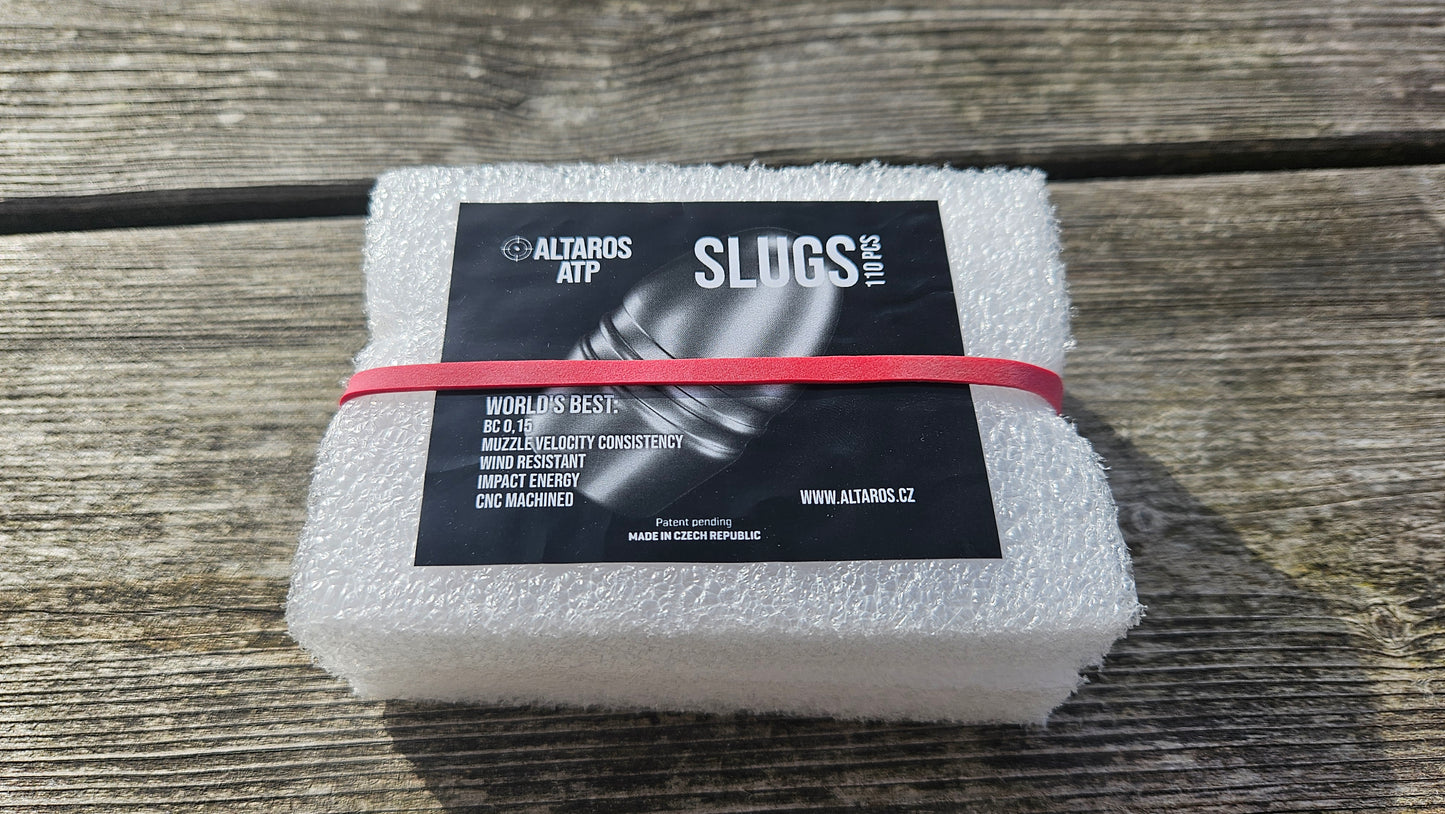 ALTAROS
ATP
SLUGS
110 PCS
WORLD'S BEST:
BC 0,15
MUZZLE VELOCITY CONSISTENCY
WIND RESISTANT
IMPACT ENERGY
CNC MACHINED
WWW.ALTAROS.CZ
Patent pending
MADE IN CZECH REPUBLIC